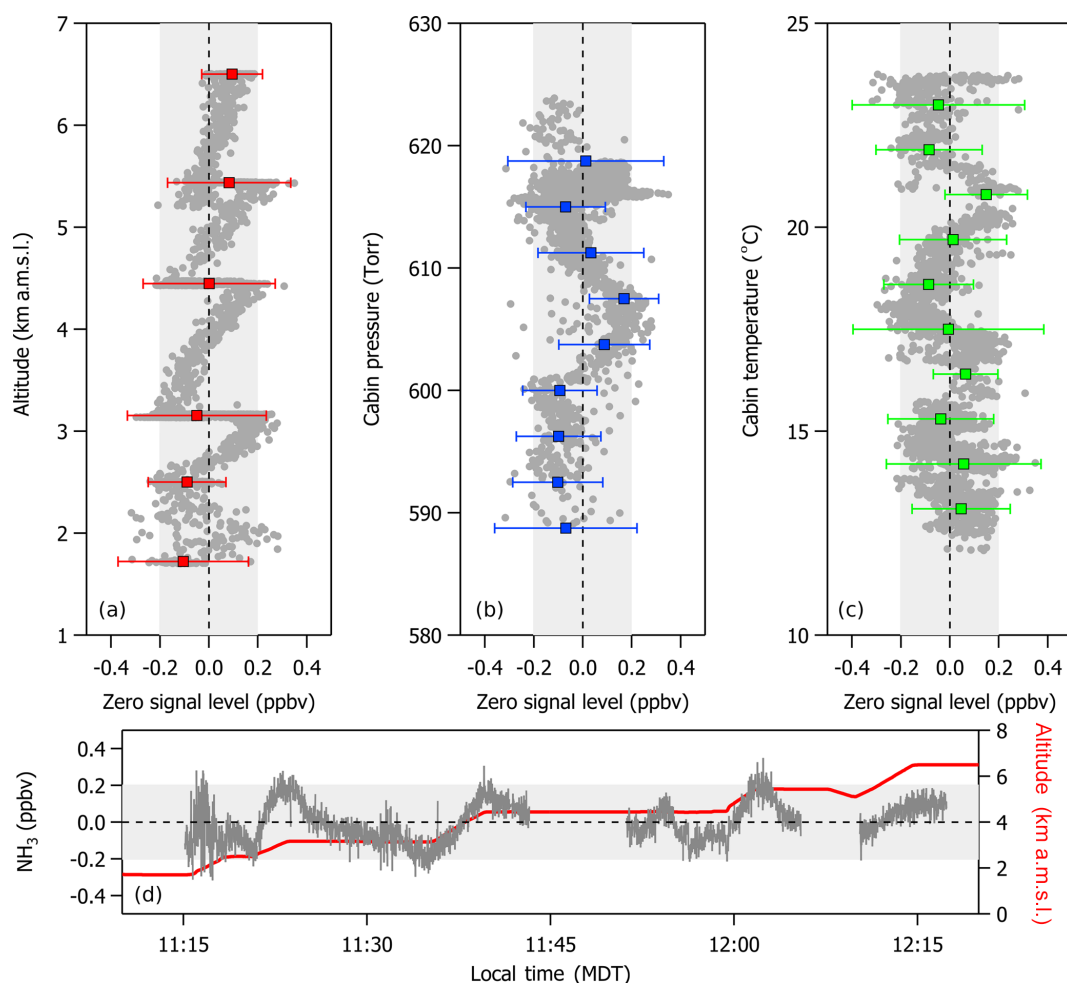 7
6
5
4
3
2
1
Altitude (km a.m.s.l.)
(a)
-0.4 -0.2 0.0 0.2 0.4
Zero signal level (ppbv)
630
620
610
600
590
580
Cabin pressure (Torr)
(b)
-0.4 -0.2 0.0 0.2 0.4
Zero signal level (ppbv)
25
20
15
10
Cabin temperature (°C)
(c)
-0.4 -0.2 0.0 0.2 0.4
Zero signal level (ppbv)
0.4
0.2
0.0
-0.2
-0.4
NH3 (ppbv)
(d)
8
6
4
2
0
Altitude (km a.m.s.l.)
11:15 11:30 11:45 12:00 12:15
Local time (MDT)